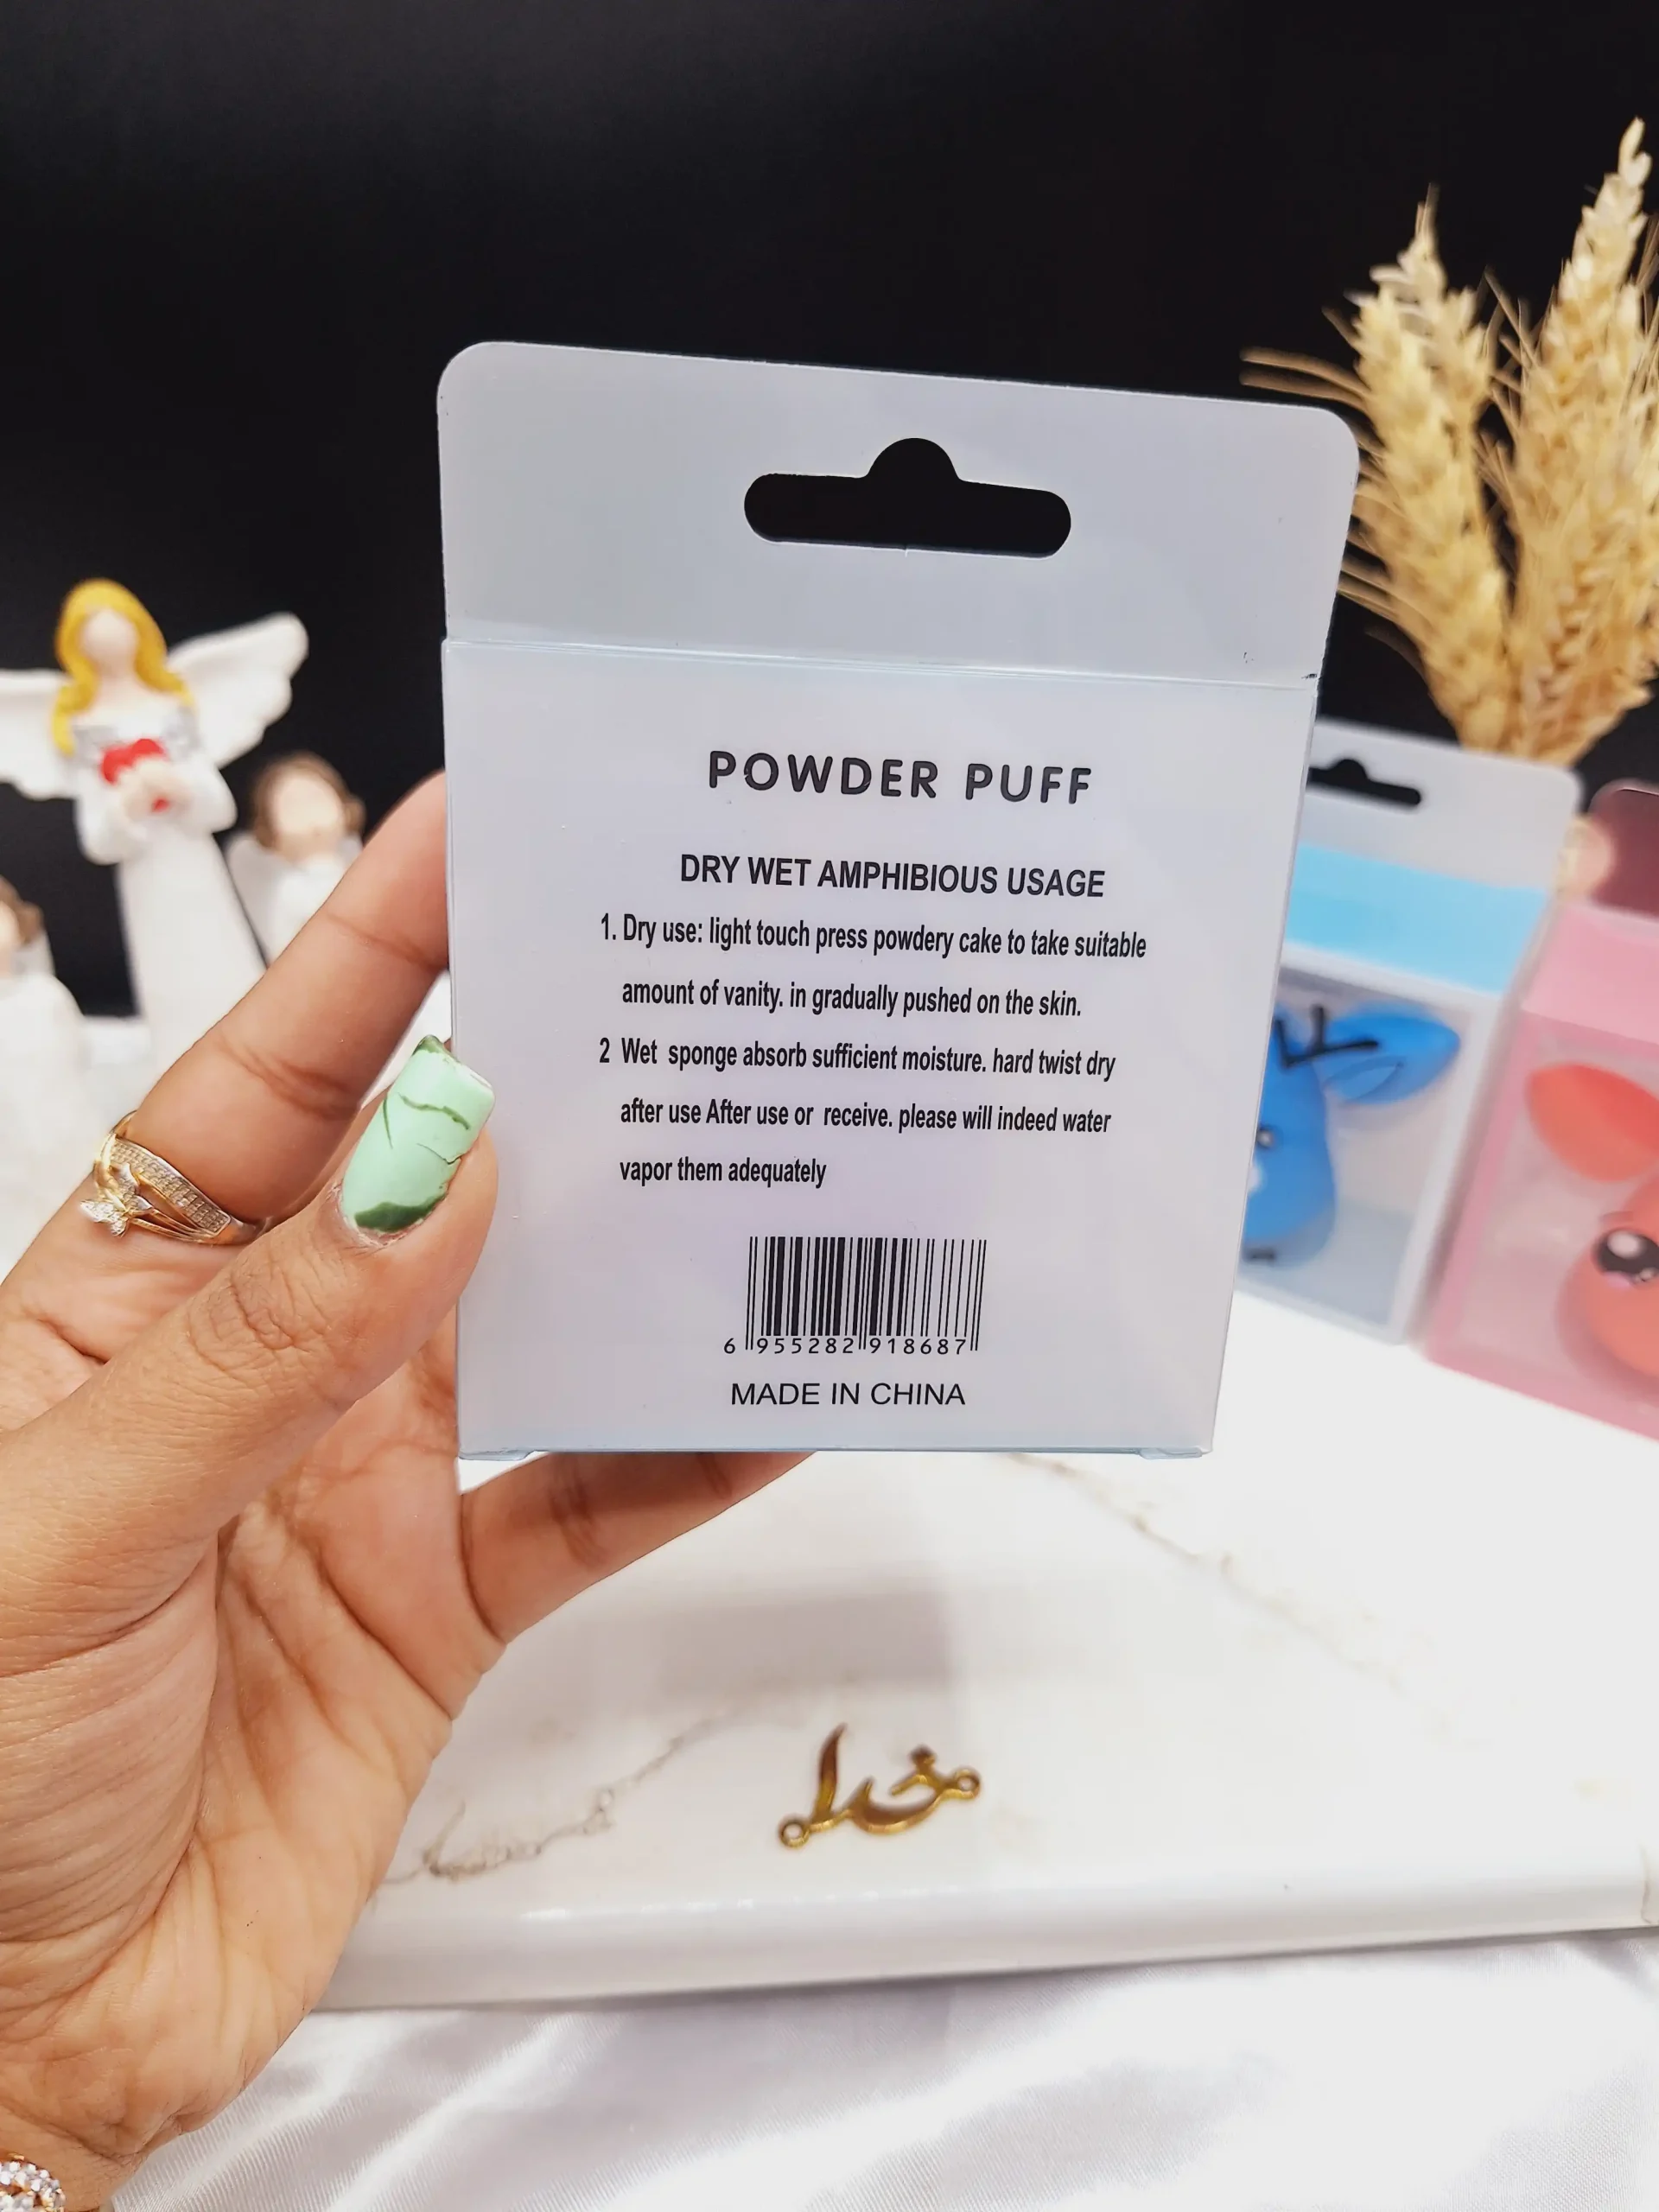 POWDER PUFF
DRY WET AMPHIBIOUS USAGE
1. Dry use: light touch press powdery cake to take suitable
amount of vanity. in gradually pushed on the skin.
2 Wet sponge absorb sufficient moisture. hard twist dry
after use After use or receive. please will indeed water
vapor them adequately
6 955282 918687
MADE IN CHINA